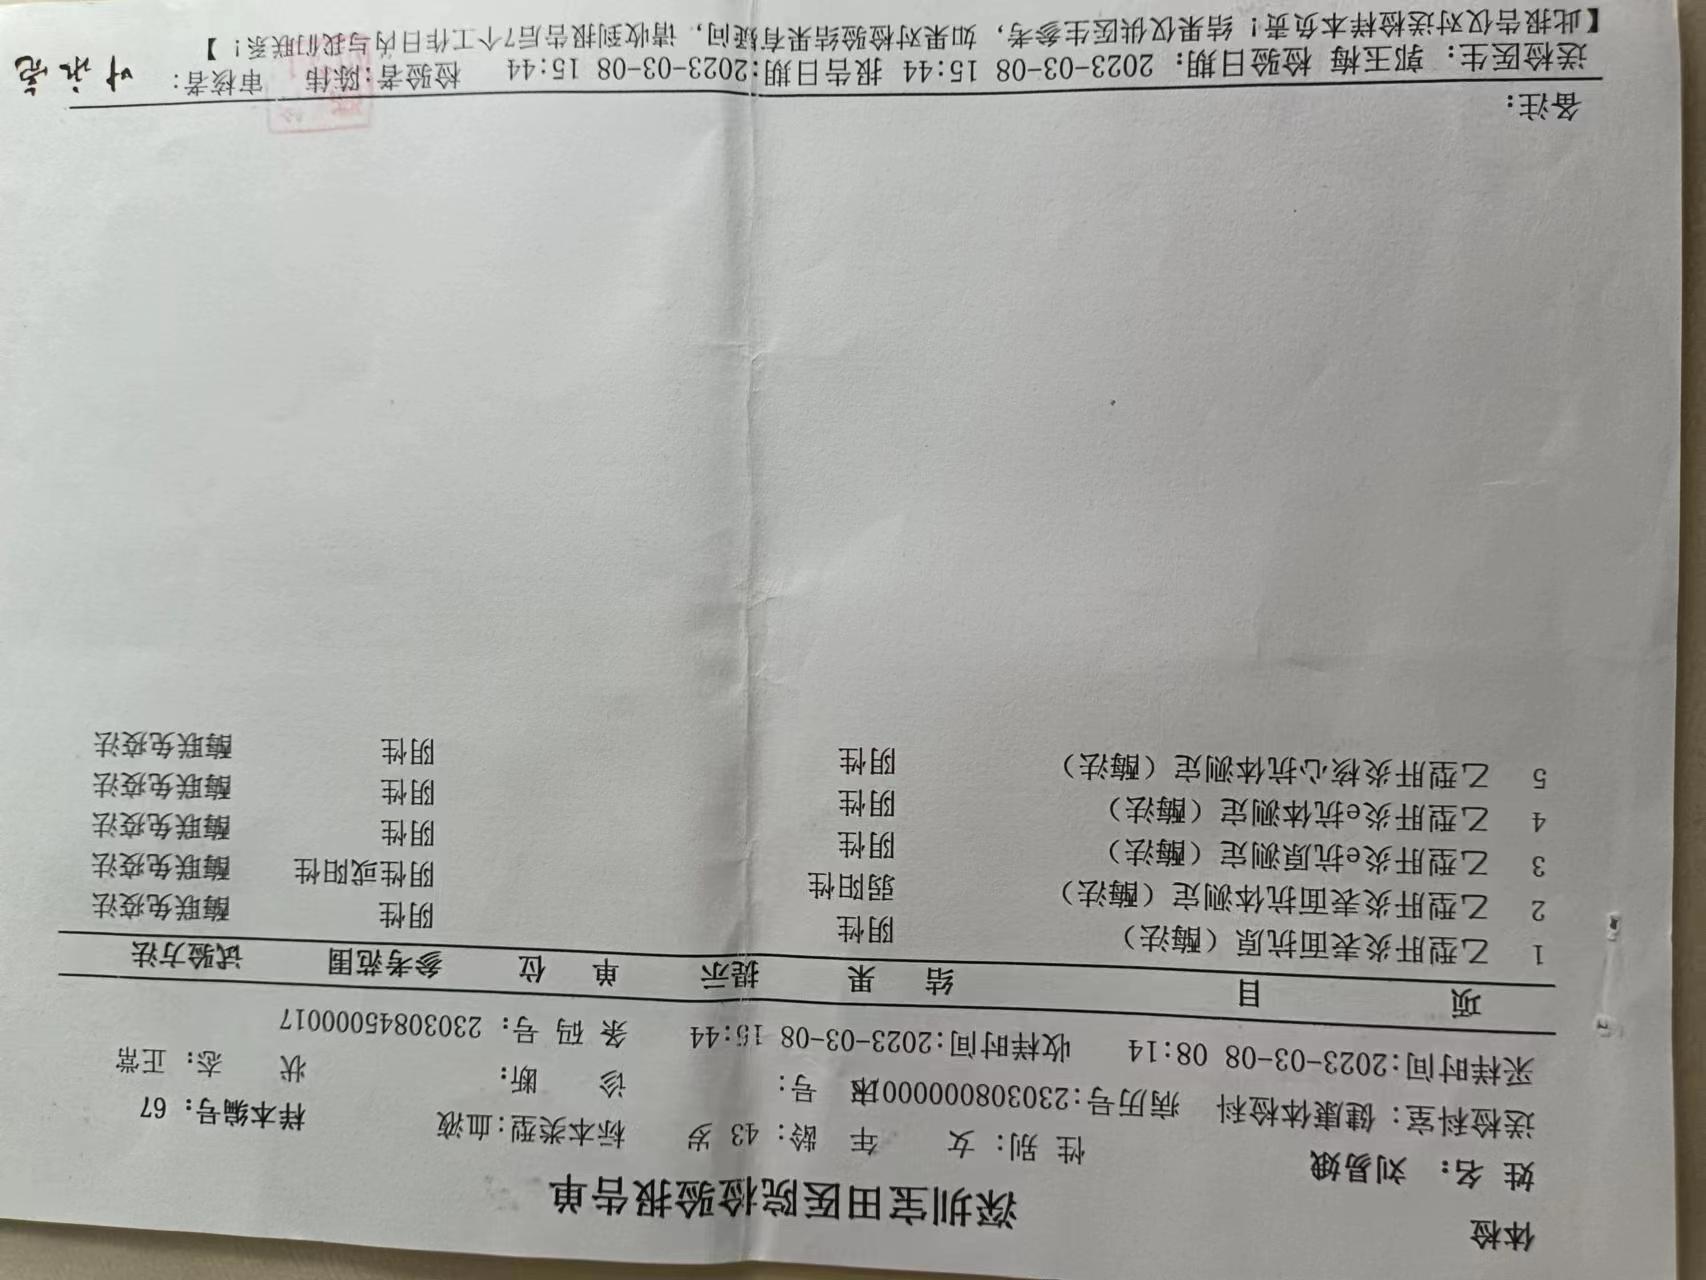 体检
深圳宝田医院检验报告单
姓 名： 刘易娥 性 别：女 年 龄：43 岁 标本类型：血液 样本编号：67
送检科室：健康体检科 病历号：2303080000001 床 号： 诊 断： 状 态：正常
采样时间：2023-03-08 08:14 收样时间：2023-03-08 15:44 条 码 号：2303084500017
项 目 结 果 提示 单 位 参考范围 试验方法
1 乙型肝炎表面抗原（酶法） 阴性 阴性 酶联免疫法
2 乙型肝炎表面抗体测定（酶法） 弱阳性 阴性或阳性 酶联免疫法
3 乙型肝炎e抗原测定（酶法） 阴性 阴性 酶联免疫法
4 乙型肝炎e抗体测定（酶法） 阴性 阴性 酶联免疫法
5 乙型肝炎核心抗体测定（酶法） 阴性 阴性 酶联免疫法
备注：
送检医生：郭玉梅 检验日期：2023-03-08 15:44 报告日期：2023-03-08 15:44 检验者：陈伟 审核者：叶永亮
【此报告仅对送检样本负责！结果仅供医生参考，如果对检验结果有疑问，请收到报告后7个工作日内与我们联系！】